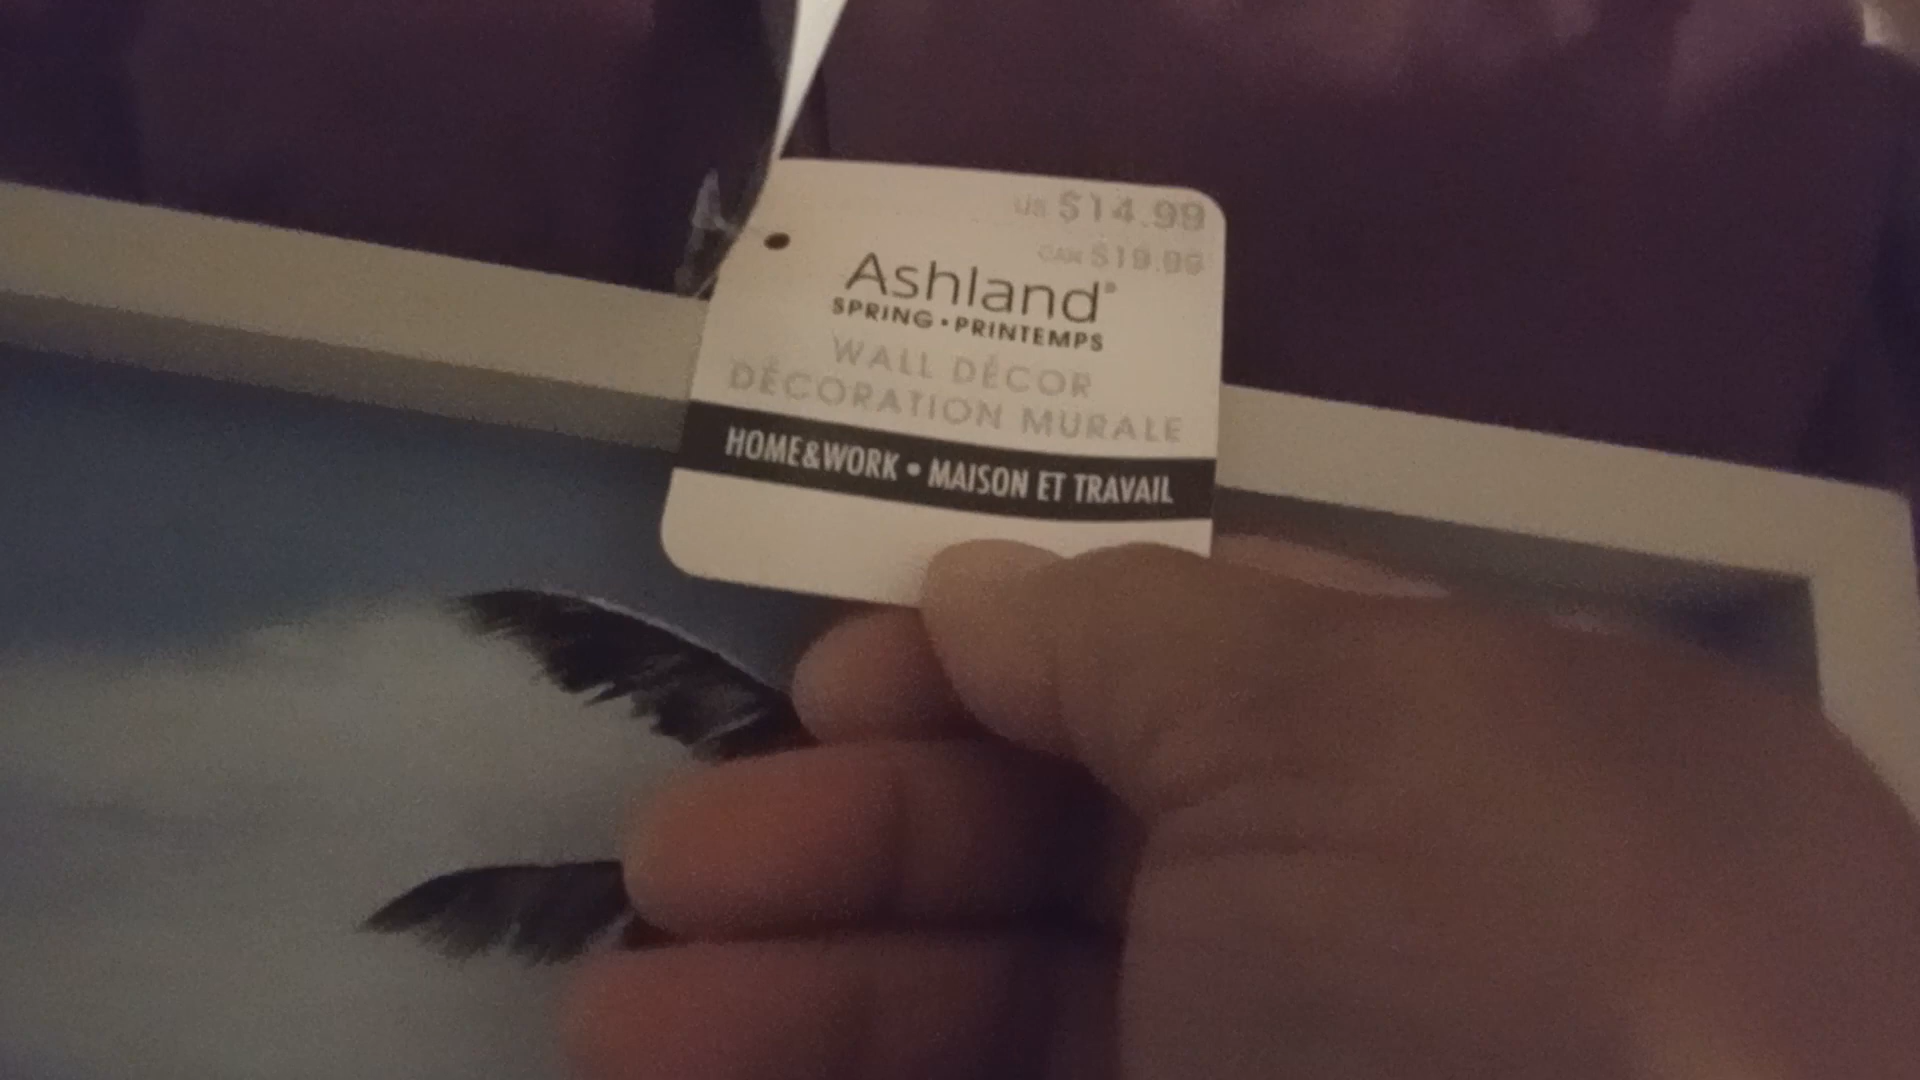 US $14.99
CAN $19.99
Ashland®
SPRING • PRINTEMPS
WALL DÉCOR
DÉCORATION MURALE
HOME&WORK • MAISON ET TRAVAIL